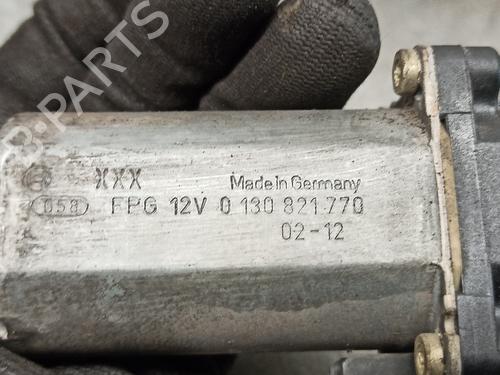 XXX Made in Germany
058 FPG 12V 0 130 821 770
02-12
B-PARTS